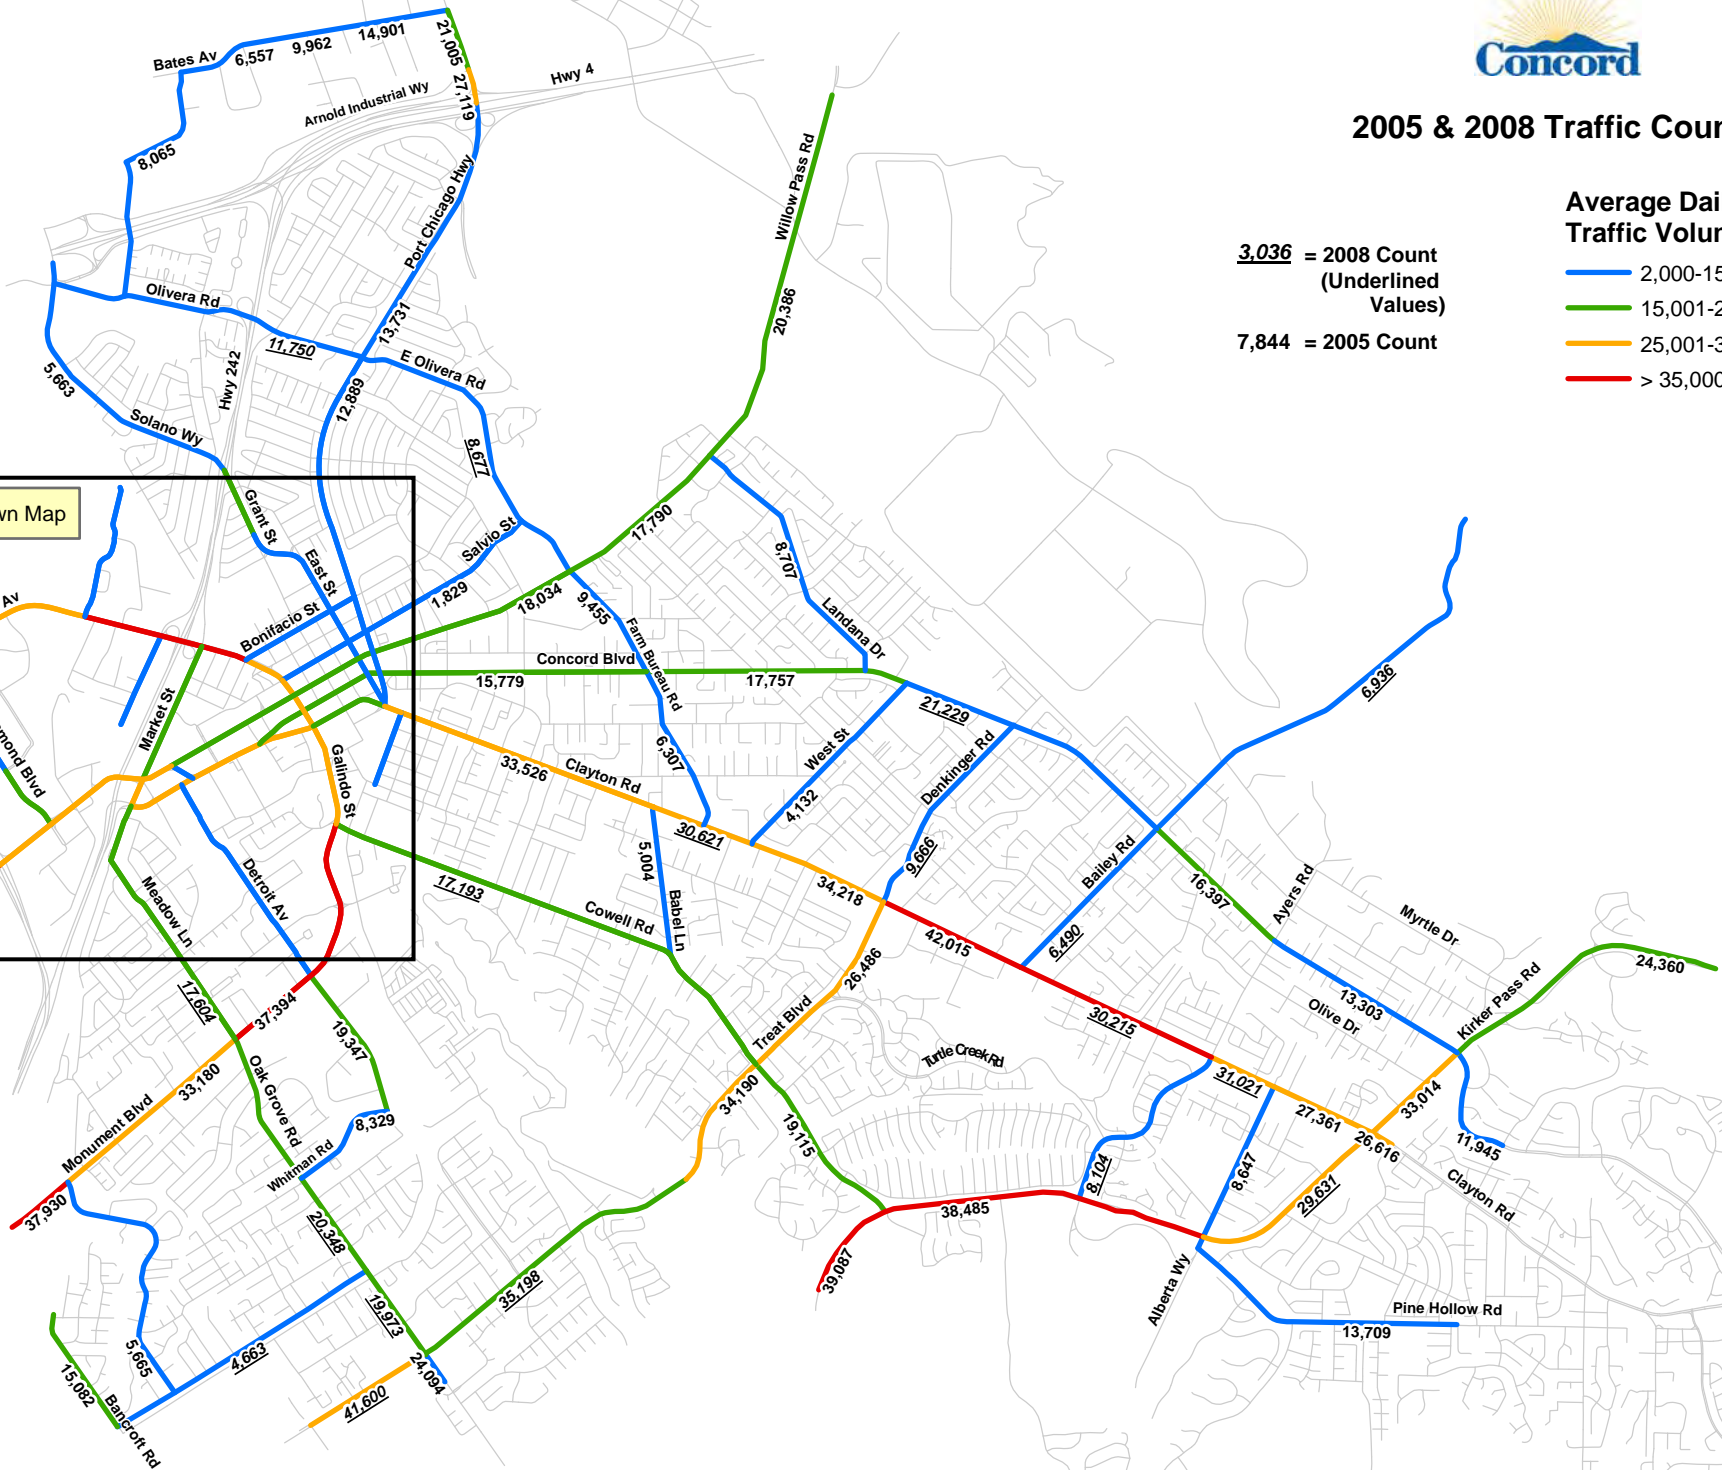 Concord
2005 & 2008 Traffic Cour
Average Dai
Traffic Volur
3,036 = 2008 Count
(Underlined
Values)
7,844 = 2005 Count
2,000-15
15,001-2
25,001-3
> 35,000
Bates Av
6,557
9,962
14,901
21,005
27,119
Hwy 4
Arnold Industrial Wy
8,065
Port Chicago Hwy
Willow Pass Rd
20,386
Olivera Rd
11,750
13,731
E Olivera Rd
5,663
Hwy 242
12,889
Solano Wy
8,677
wn Map
Grant St
East St
Salvio St
17,790
8,707
Av
Bonifacio St
1,829
18,034
9,455
Farm Bureau Rd
Landana Dr
Concord Blvd
15,779
17,757
Market St
mond Blvd
Galindo St
33,526
Clayton Rd
6,307
West St
4,132
21,229
Denkinger Rd
6,936
30,621
9,666
5,004
Babel Ln
34,218
Bailey Rd
6,490
16,397
Ayers Rd
Myrtle Dr
Meadow Ln
Detroit Av
17,193
Cowell Rd
42,015
26,486
Kirker Pass Rd
24,360
17,604
37,394
19,347
Treat Blvd
30,215
13,303
Olive Dr
Turtle Creek Rd
33,180
Oak Grove Rd
34,190
31,021
27,361
33,014
26,616
11,945
Monument Blvd
8,329
Whitman Rd
19,115
8,104
8,647
29,631
Clayton Rd
37,930
20,348
38,485
39,087
35,198
Alberta Wy
Pine Hollow Rd
13,709
19,973
5,665
4,663
24,094
15,082
Bancroft Rd
41,600